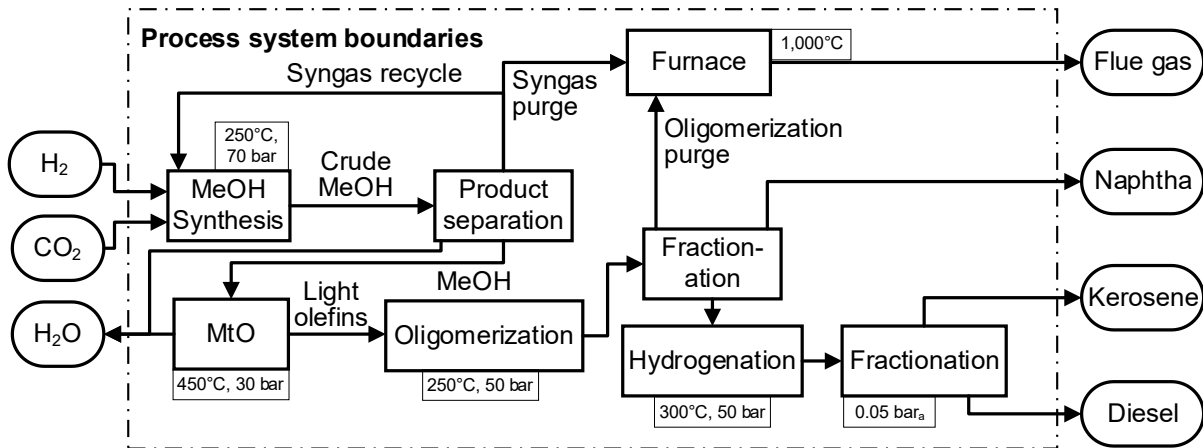 Process system boundaries
1,000°C
Furnace
Flue gas
Syngas recycle
Syngas
purge
Oligomerization
purge
250°C,
70 bar
H₂
Crude
MeOH
MeOH
Synthesis
Product
separation
Naphtha
CO₂
Fraction-
ation
MeOH
Light
olefins
Kerosene
H₂O
MtO
Oligomerization
Hydrogenation
Fractionation
450°C, 30 bar
250°C, 50 bar
300°C, 50 bar
0.05 barₐ
Diesel